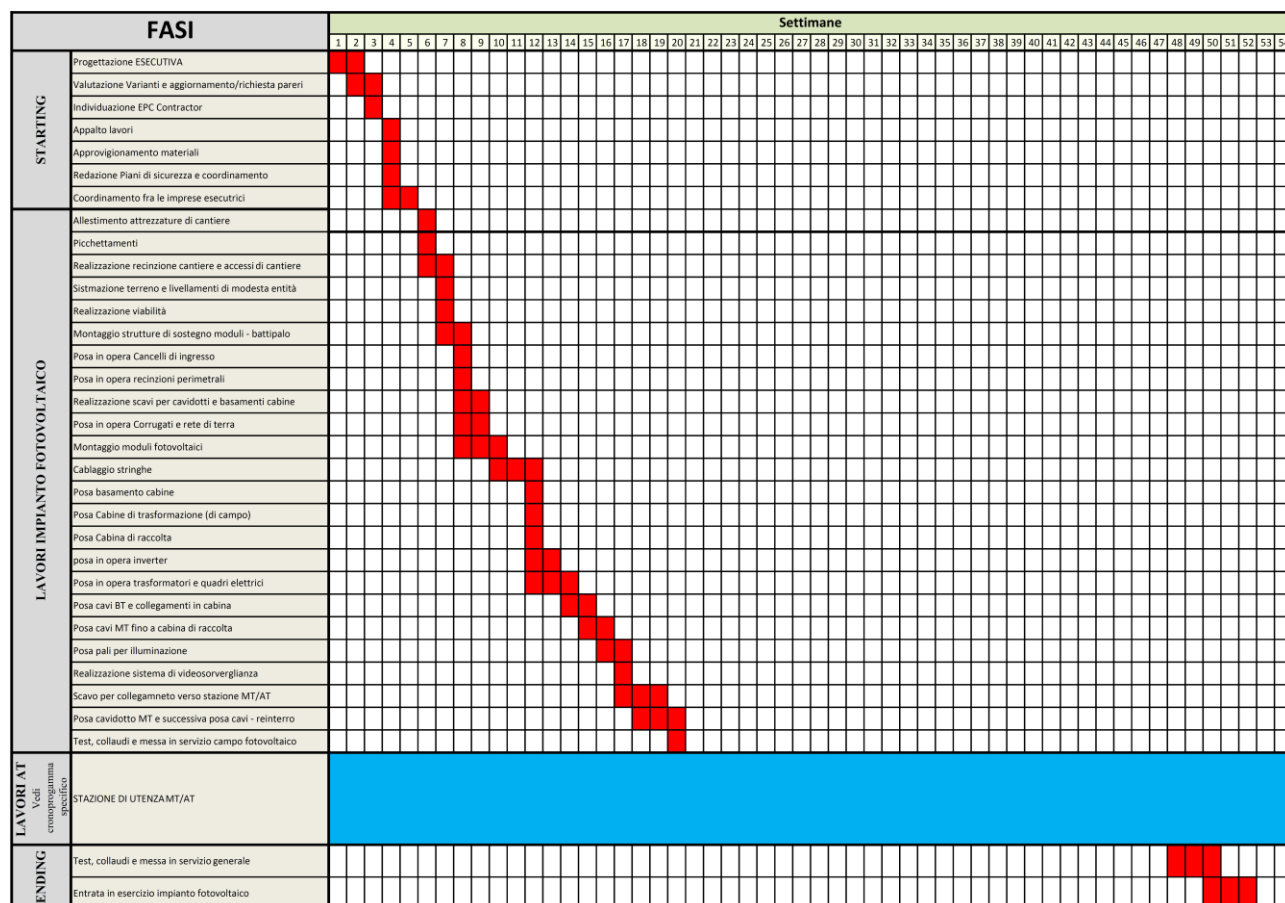 FASI
Settimane
1 2 3 4 5 6 7 8 9 10 11 12 13 14 15 16 17 18 19 20 21 22 23 24 25 26 27 28 29 30 31 32 33 34 35 36 37 38 39 40 41 42 43 44 45 46 47 48 49 50 51 52 53 54
STARTING
Progettazione ESECUTIVA
Valutazione Varianti e aggiornamento/richiesta pareri
Individuazione EPC Contractor
Appalto lavori
Approvigionamento materiali
Redazione Piani di sicurezza e coordinamento
Coordinamento fra le imprese esecutrici
LAVORI IMPIANTO FOTOVOLTAICO
Allestimento attrezzature di cantiere
Picchettamenti
Realizzazione recinzione cantiere e accessi di cantiere
Sistmazione terreno e livellamenti di modesta entità
Realizzazione viabilità
Montaggio strutture di sostegno moduli - battipalo
Posa in opera Cancelli di ingresso
Posa in opera recinzioni perimetrali
Realizzazione scavi per cavidotti e basamenti cabine
Posa in opera Corrugati e rete di terra
Montaggio moduli fotovoltaici
Cablaggio stringhe
Posa basamento cabine
Posa Cabine di trasformazione (di campo)
Posa Cabina di raccolta
posa in opera inverter
Posa in opera trasformatori e quadri elettrici
Posa cavi BT e collegamenti in cabina
Posa cavi MT fino a cabina di raccolta
Posa pali per illuminazione
Realizzazione sistema di videosorverglianza
Scavo per collegamneto verso stazione MT/AT
Posa cavidotto MT e successiva posa cavi - reinterro
Test, collaudi e messa in servizio campo fotovoltaico
LAVORI AT
Vedi
cronoprogamma
specifico
STAZIONE DI UTENZA MT/AT
ENDING
Test, collaudi e messa in servizio generale
Entrata in esercizio impianto fotovoltaico